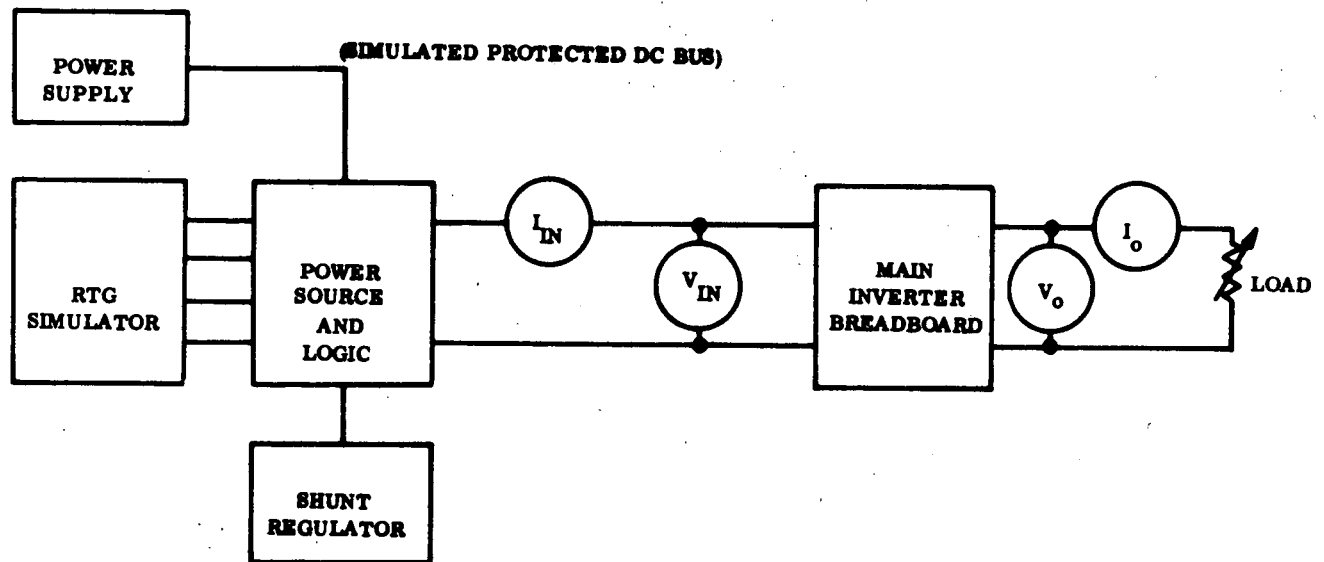 (SIMULATED PROTECTED DC BUS)
POWER
SUPPLY
RTG
SIMULATOR
POWER
SOURCE
AND
LOGIC
SHUNT
REGULATOR
I_IN
V_IN
MAIN
INVERTER
BREADBOARD
V_o
I_o
LOAD